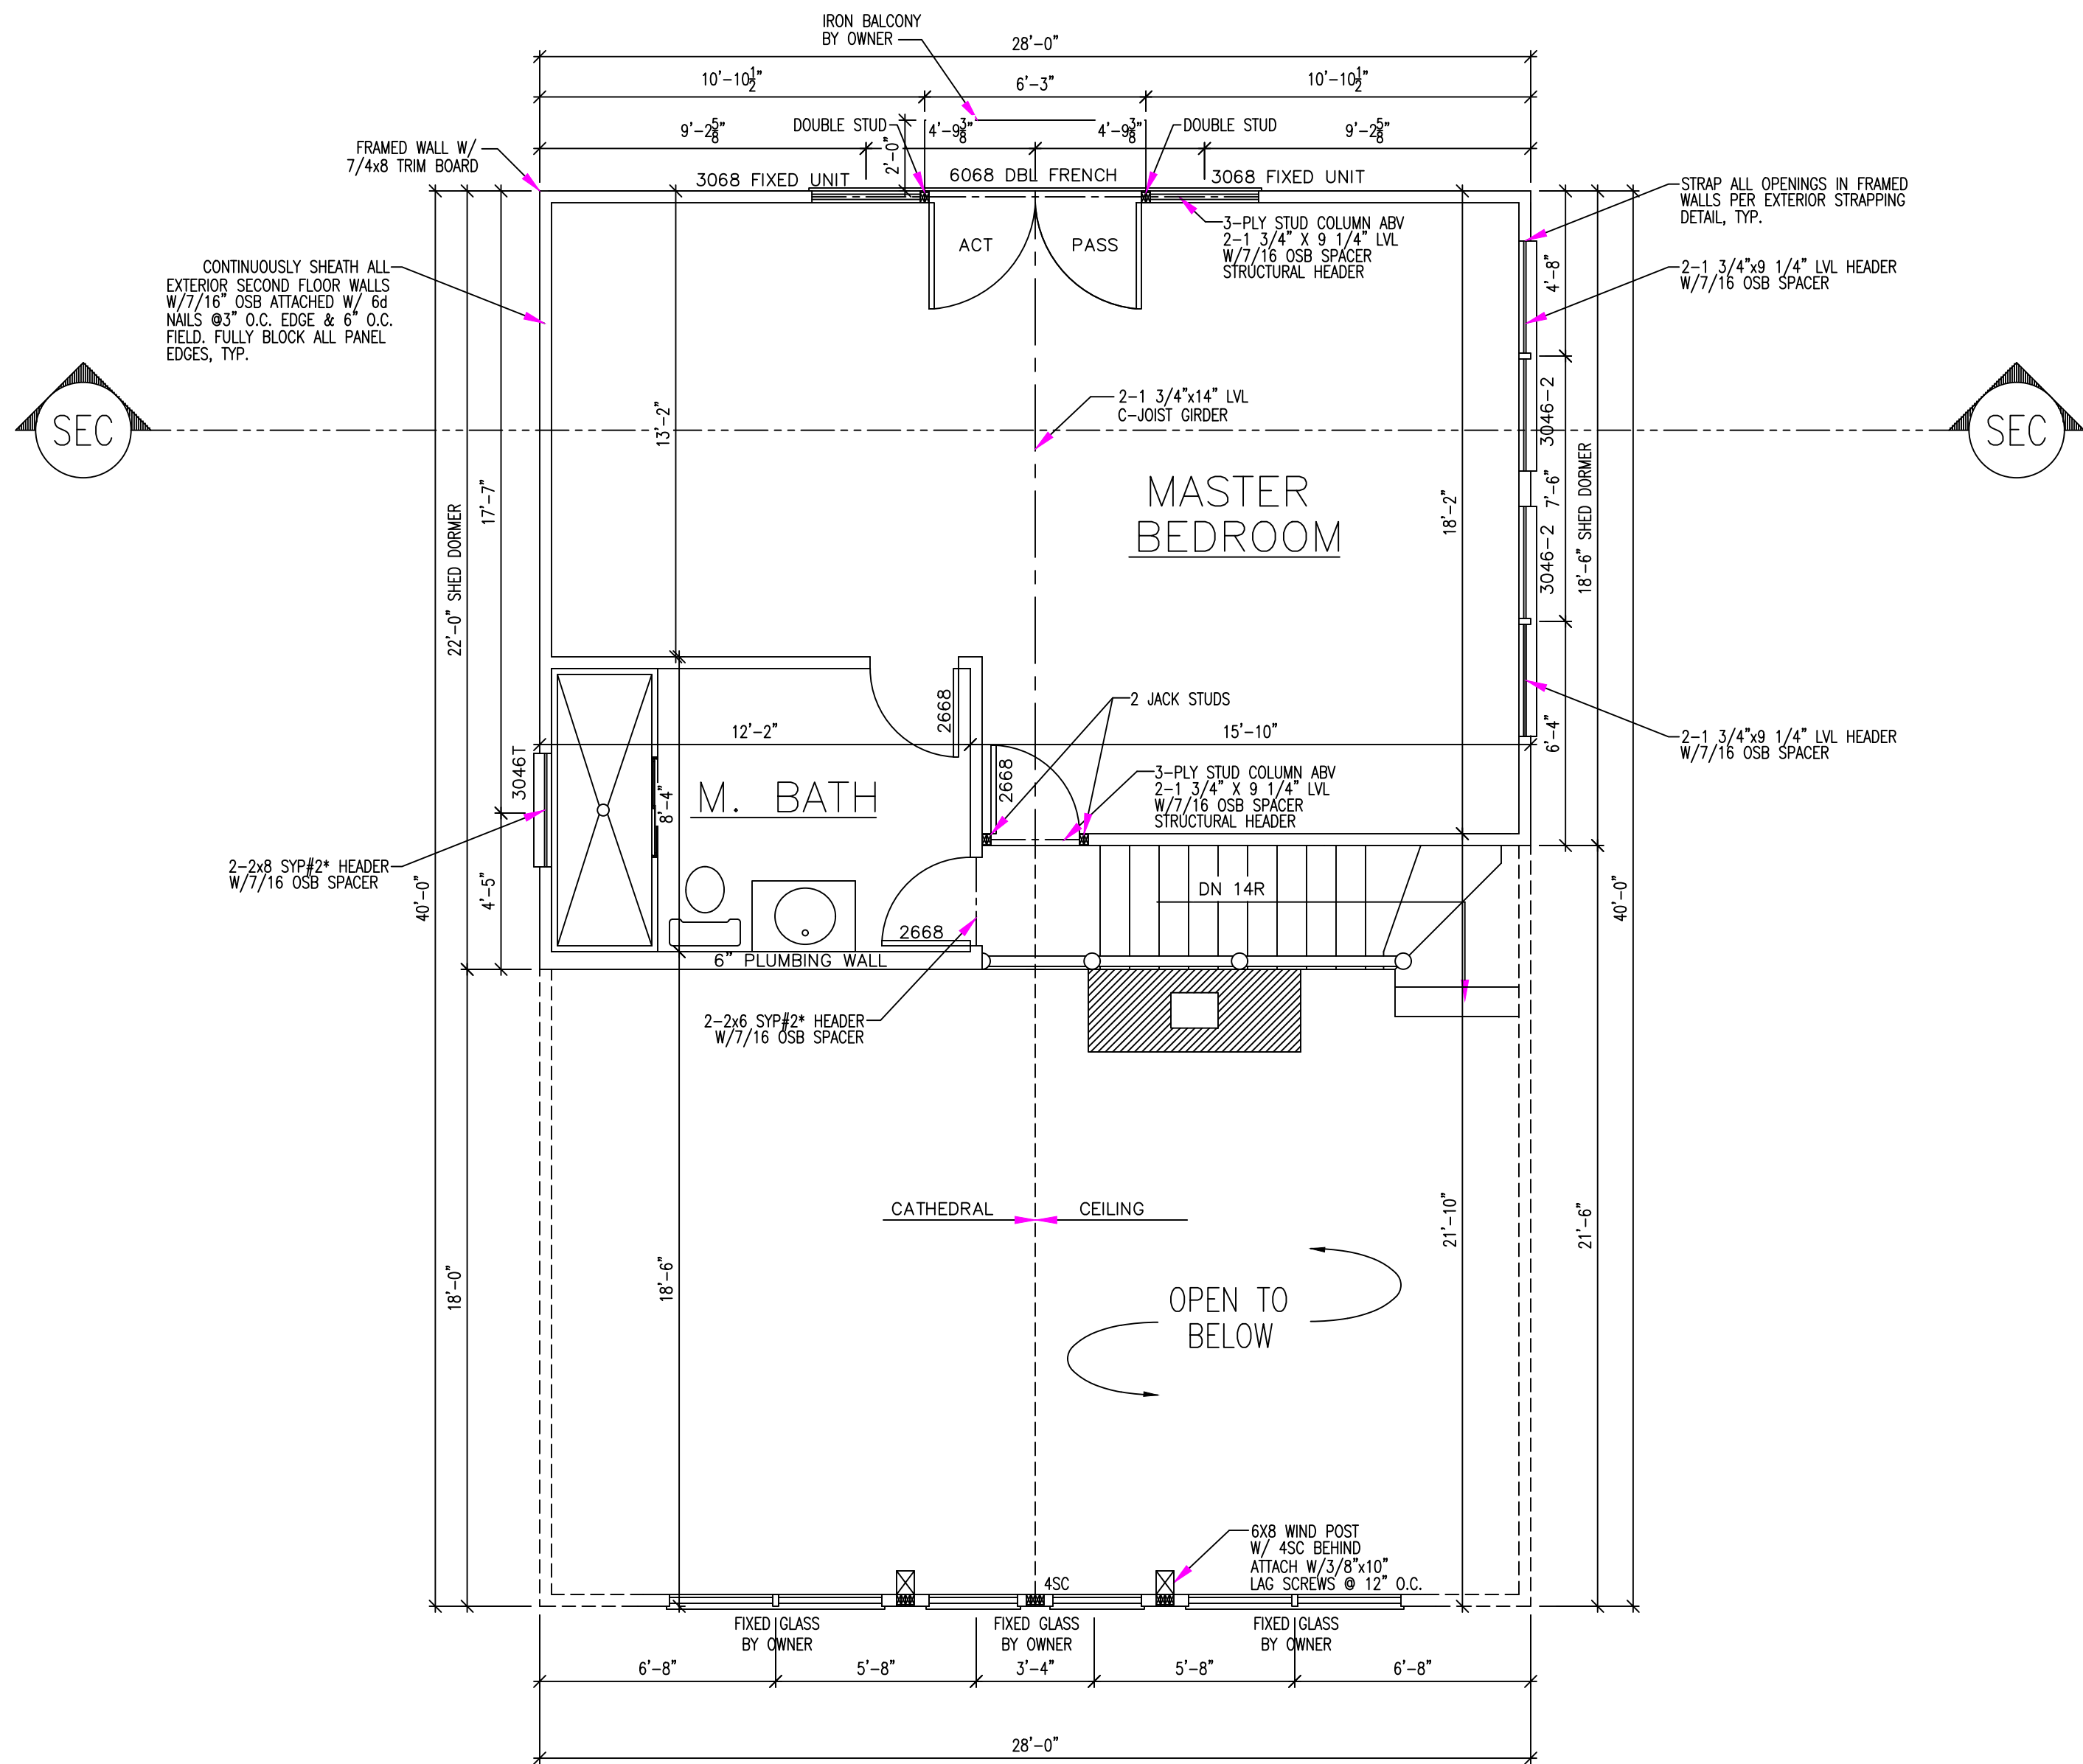 IRON BALCONY
BY OWNER
28'-0"
10'-10 1/2"
6'-3"
10'-10 1/2"
9'-2 5/8"
DOUBLE STUD
4'-9 3/8"
4'-9 3/8"
DOUBLE STUD
9'-2 5/8"
2'-0"
FRAMED WALL W/
7/4x8 TRIM BOARD
3068 FIXED UNIT
6068 DBL FRENCH
3068 FIXED UNIT
STRAP ALL OPENINGS IN FRAMED
WALLS PER EXTERIOR STRAPPING
DETAIL, TYP.
ACT
PASS
3-PLY STUD COLUMN ABV
2-1 3/4" X 9 1/4" LVL
W/7/16 OSB SPACER
STRUCTURAL HEADER
CONTINUOUSLY SHEATH ALL
EXTERIOR SECOND FLOOR WALLS
W/7/16" OSB ATTACHED W/ 6d
NAILS @3" O.C. EDGE & 6" O.C.
FIELD. FULLY BLOCK ALL PANEL
EDGES, TYP.
4'-8"
2-1 3/4"x9 1/4" LVL HEADER
W/7/16 OSB SPACER
SEC
SEC
2-1 3/4"x14" LVL
C-JOIST GIRDER
13'-2"
3046-2
MASTER
BEDROOM
17'-7"
22'-0" SHED DORMER
18'-2"
7'-6"
18'-6" SHED DORMER
3046-2
2668
2 JACK STUDS
12'-2"
15'-10"
6'-4"
2-1 3/4"x9 1/4" LVL HEADER
W/7/16 OSB SPACER
3046T
M. BATH
8'-4"
2668
3-PLY STUD COLUMN ABV
2-1 3/4" X 9 1/4" LVL
W/7/16 OSB SPACER
STRUCTURAL HEADER
2-2x8 SYP#2* HEADER
W/7/16 OSB SPACER
40'-0"
4'-5"
DN 14R
40'-0"
2668
6" PLUMBING WALL
2-2x6 SYP#2* HEADER
W/7/16 OSB SPACER
CATHEDRAL
CEILING
21'-10"
21'-6"
18'-0"
18'-6"
OPEN TO
BELOW
6X8 WIND POST
W/ 4SC BEHIND
ATTACH W/3/8"x10"
LAG SCREWS @ 12" O.C.
4SC
FIXED GLASS
BY OWNER
FIXED GLASS
BY OWNER
FIXED GLASS
BY OWNER
6'-8"
5'-8"
3'-4"
5'-8"
6'-8"
28'-0"